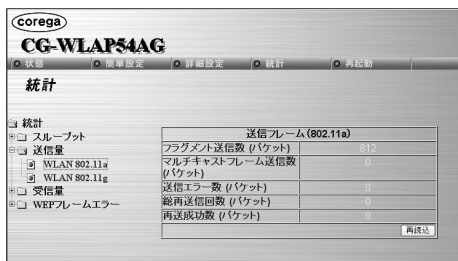 corega
CG-WLAP54AG
状態 簡単設定 詳細設定 統計 再起動
統計
統計
スループット
送信量
WLAN 802.11a
WLAN 802.11g
受信量
WEPフレームエラー
送信フレーム (802.11a)
フラグメント送信数 (パケット) 812
マルチキャストフレーム送信数 (パケット) 0
送信エラー数 (パケット) 0
総再送信回数 (パケット) 0
再送成功数 (パケット) 0
再読込